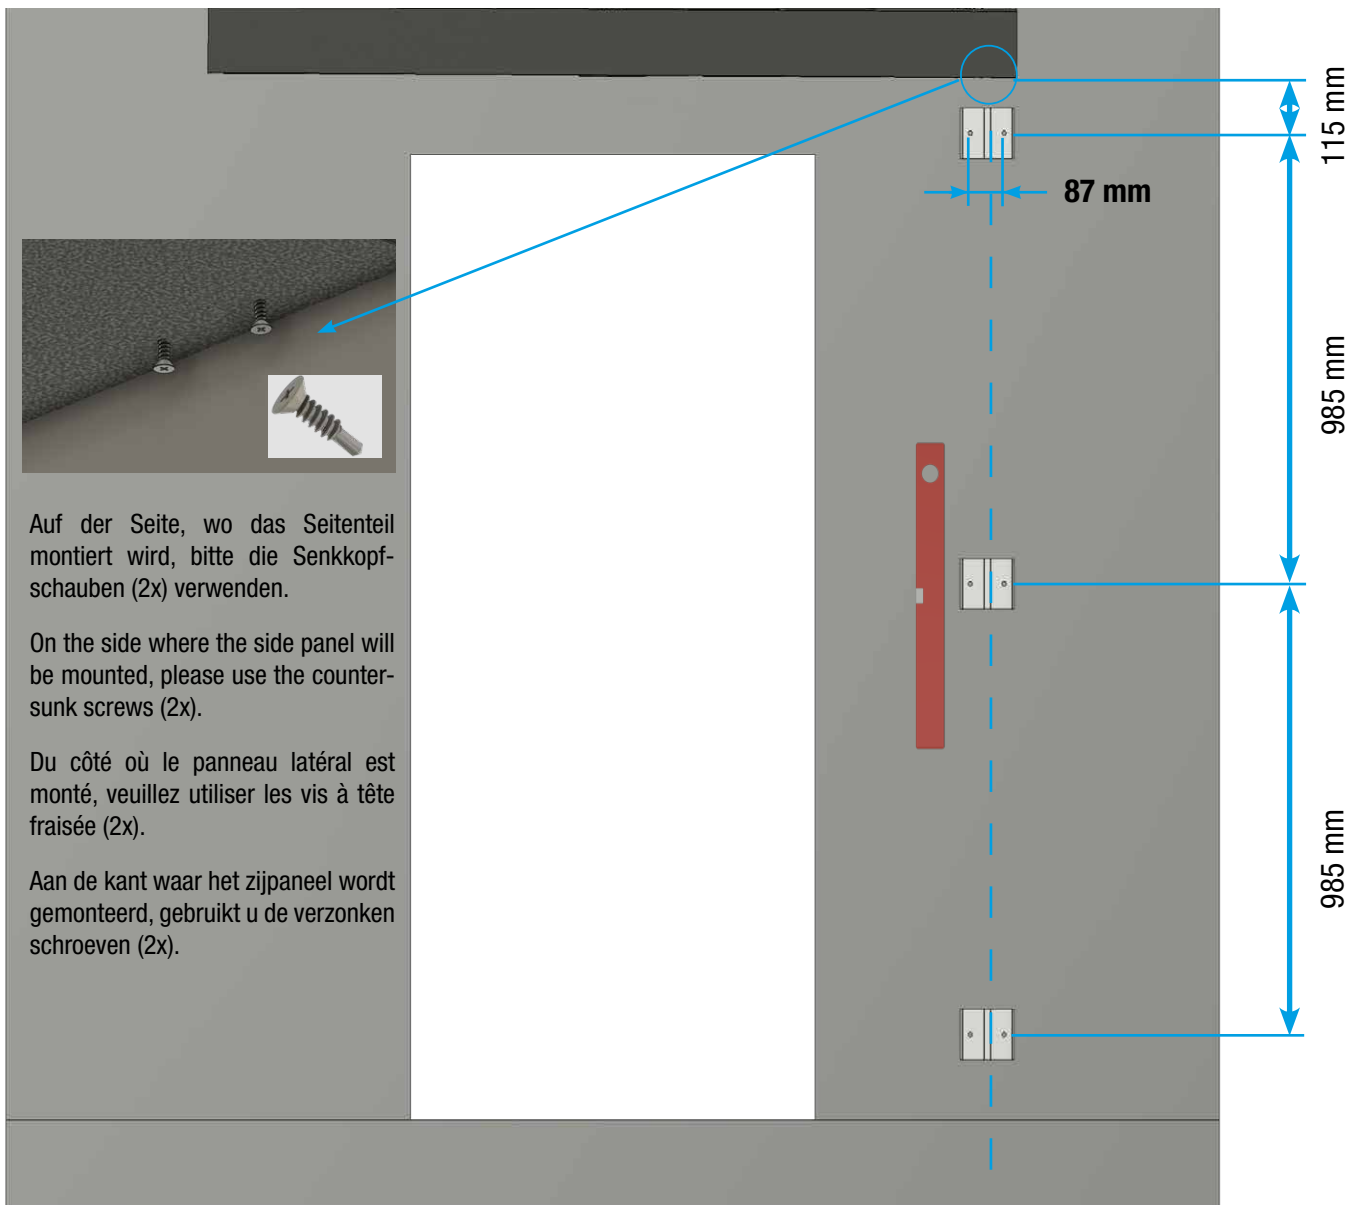 115 mm
87 mm
985 mm
985 mm
Auf der Seite, wo das Seitenteil
montiert wird, bitte die Senkkopf-
schauben (2x) verwenden.
On the side where the side panel will
be mounted, please use the counter-
sunk screws (2x).
Du côté où le panneau latéral est
monté, veuillez utiliser les vis à tête
fraisée (2x).
Aan de kant waar het zijpaneel wordt
gemonteerd, gebruikt u de verzonken
schroeven (2x).